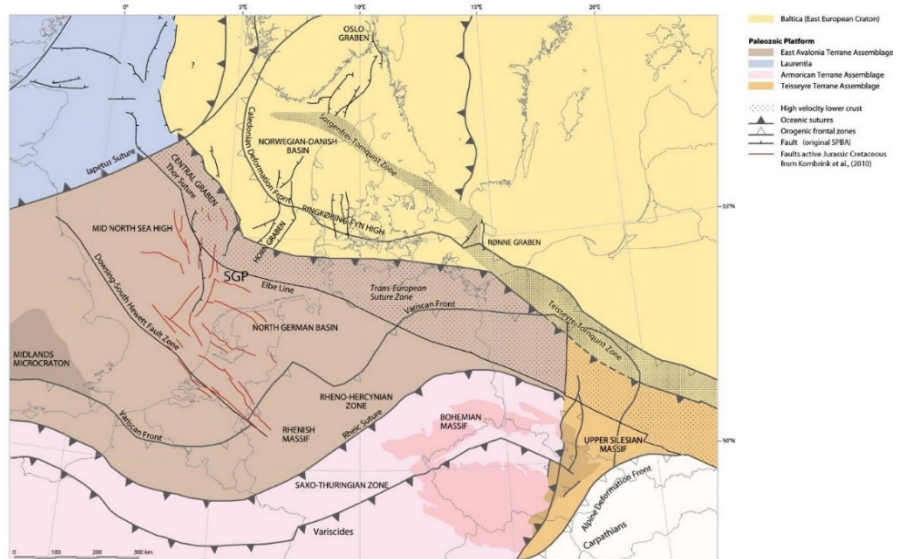 0°
5°E
10°E
15°E
20°E
OSLO
GRABEN
?
Iapetus Suture
CENTRAL GRABEN
Thor Suture
Caledonian Deformation Front
NORWEGIAN-DANISH
BASIN
Sorgenfrei-Tornquist Zone
RINGKØBING-FYN HIGH
HORN GRABEN
RØNNE GRABEN
55°N
MID NORTH SEA HIGH
SGP
Elbe Line
Trans-European
Suture Zone
Variscan Front
Teisseyre-Tornquist Zone
Dowsing-South Hewett Fault Zone
NORTH GERMAN BASIN
MIDLANDS
MICROCRATON
Variscan Front
RHENO-HERCYNIAN
ZONE
RHENISH
MASSIF
Rheic Suture
BOHEMIAN
MASSIF
UPPER SILESIAN
MASSIF
50°N
SAXO-THURINGIAN ZONE
Variscides
Alpine Deformation Front
Carpathians
0 100 200 300 km
Baltica (East European Craton)
Paleozoic Platform
East Avalonia Terrane Assemblage
Laurentia
Armorican Terrane Assemblage
Teisseyre Terrane Assemblage
High velocity lower crust
Oceanic sutures
Orogenic frontal zones
Fault (original SPBA)
Faults active Jurassic Cretaceous
from Kombrink et al., (2010)